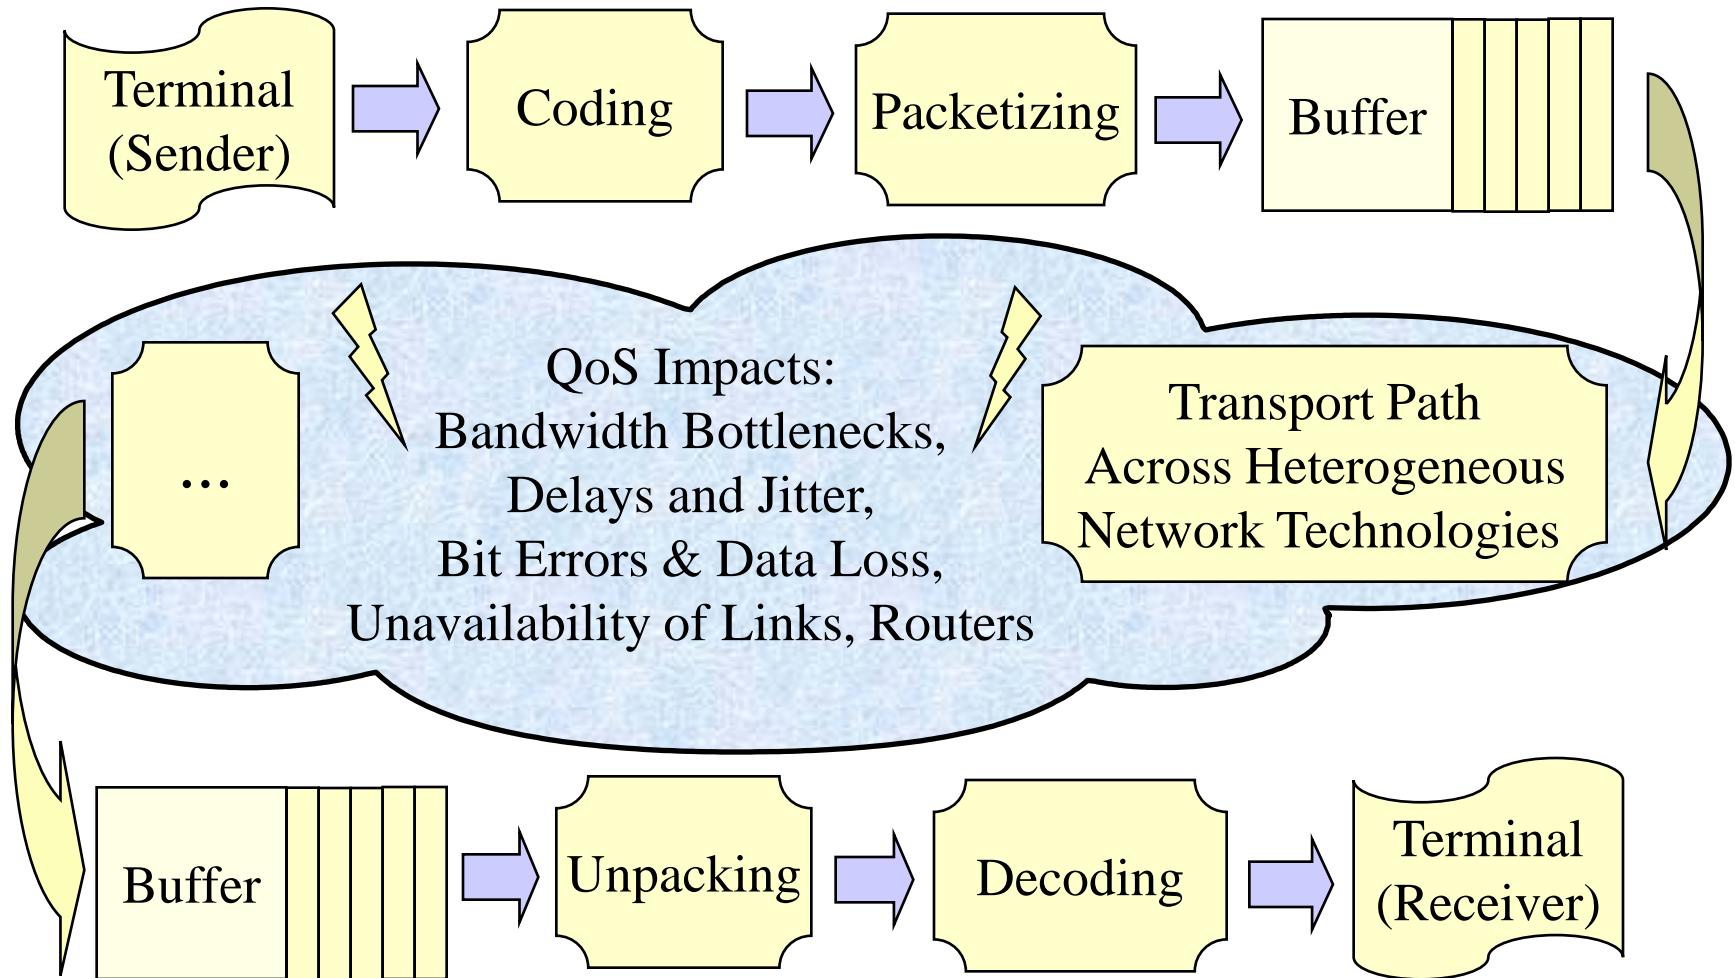 Terminal
(Sender)
Coding
Packetizing
Buffer
...
QoS Impacts:
Bandwidth Bottlenecks,
Delays and Jitter,
Bit Errors & Data Loss,
Unavailability of Links, Routers
Transport Path
Across Heterogeneous
Network Technologies
Buffer
Unpacking
Decoding
Terminal
(Receiver)